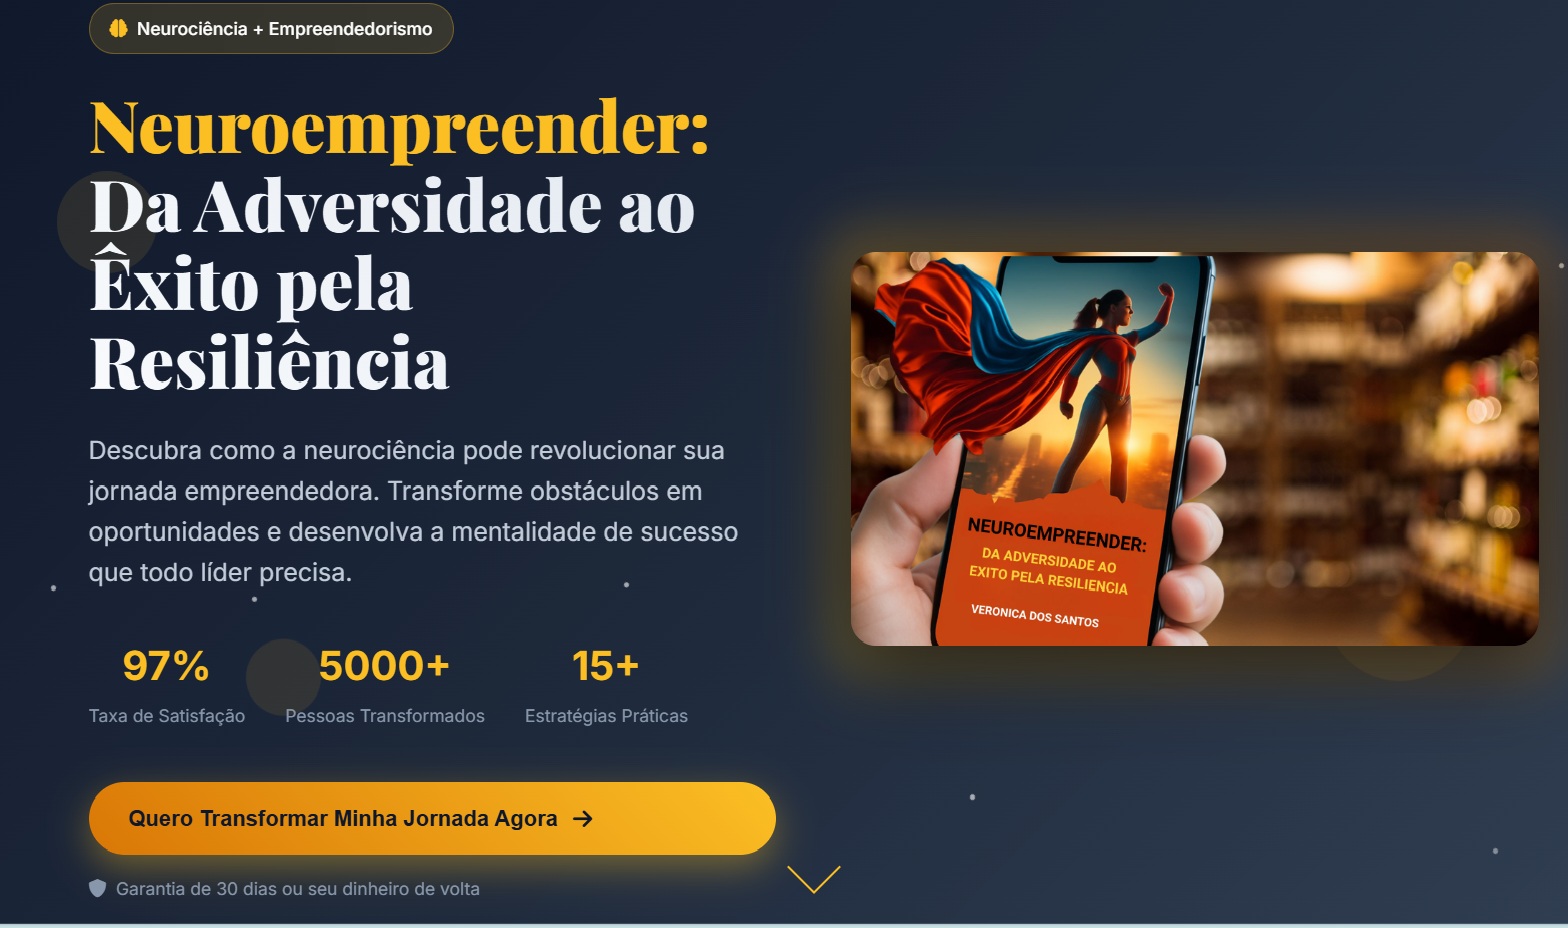 Neurociência + Empreendedorismo
Neuroempreender:
Da Adversidade ao
Êxito pela
Resiliência
Descubra como a neurociência pode revolucionar sua
jornada empreendedora. Transforme obstáculos em
oportunidades e desenvolva a mentalidade de sucesso
que todo líder precisa.
97%
Taxa de Satisfação
5000+
Pessoas Transformados
15+
Estratégias Práticas
Quero Transformar Minha Jornada Agora
Garantia de 30 dias ou seu dinheiro de volta
NEUROEMPREENDER:
DA ADVERSIDADE AO
EXITO PELA RESILIENCIA
VERONICA DOS SANTOS